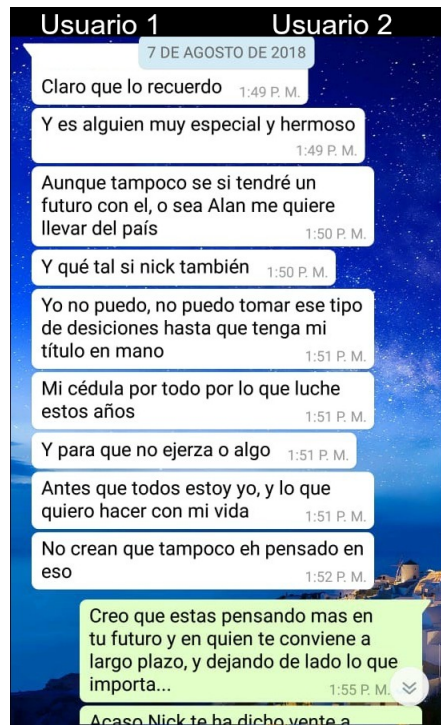 Usuario 1 Usuario 2
7 DE AGOSTO DE 2018
Claro que lo recuerdo 1:49 P. M.
Y es alguien muy especial y hermoso
1:49 P. M.
Aunque tampoco se si tendré un
futuro con el, o sea Alan me quiere
llevar del país 1:50 P. M.
Y qué tal si nick también 1:50 P. M.
Yo no puedo, no puedo tomar ese tipo
de desiciones hasta que tenga mi
título en mano 1:51 P. M.
Mi cédula por todo por lo que luche
estos años 1:51 P. M.
Y para que no ejerza o algo 1:51 P. M.
Antes que todos estoy yo, y lo que
quiero hacer con mi vida 1:51 P. M.
No crean que tampoco eh pensado en
eso 1:52 P. M.
Creo que estas pensando mas en
tu futuro y en quien te conviene a
largo plazo, y dejando de lado lo que
importa... 1:55 P. M.
Acaso Nick te ha dicho vente a